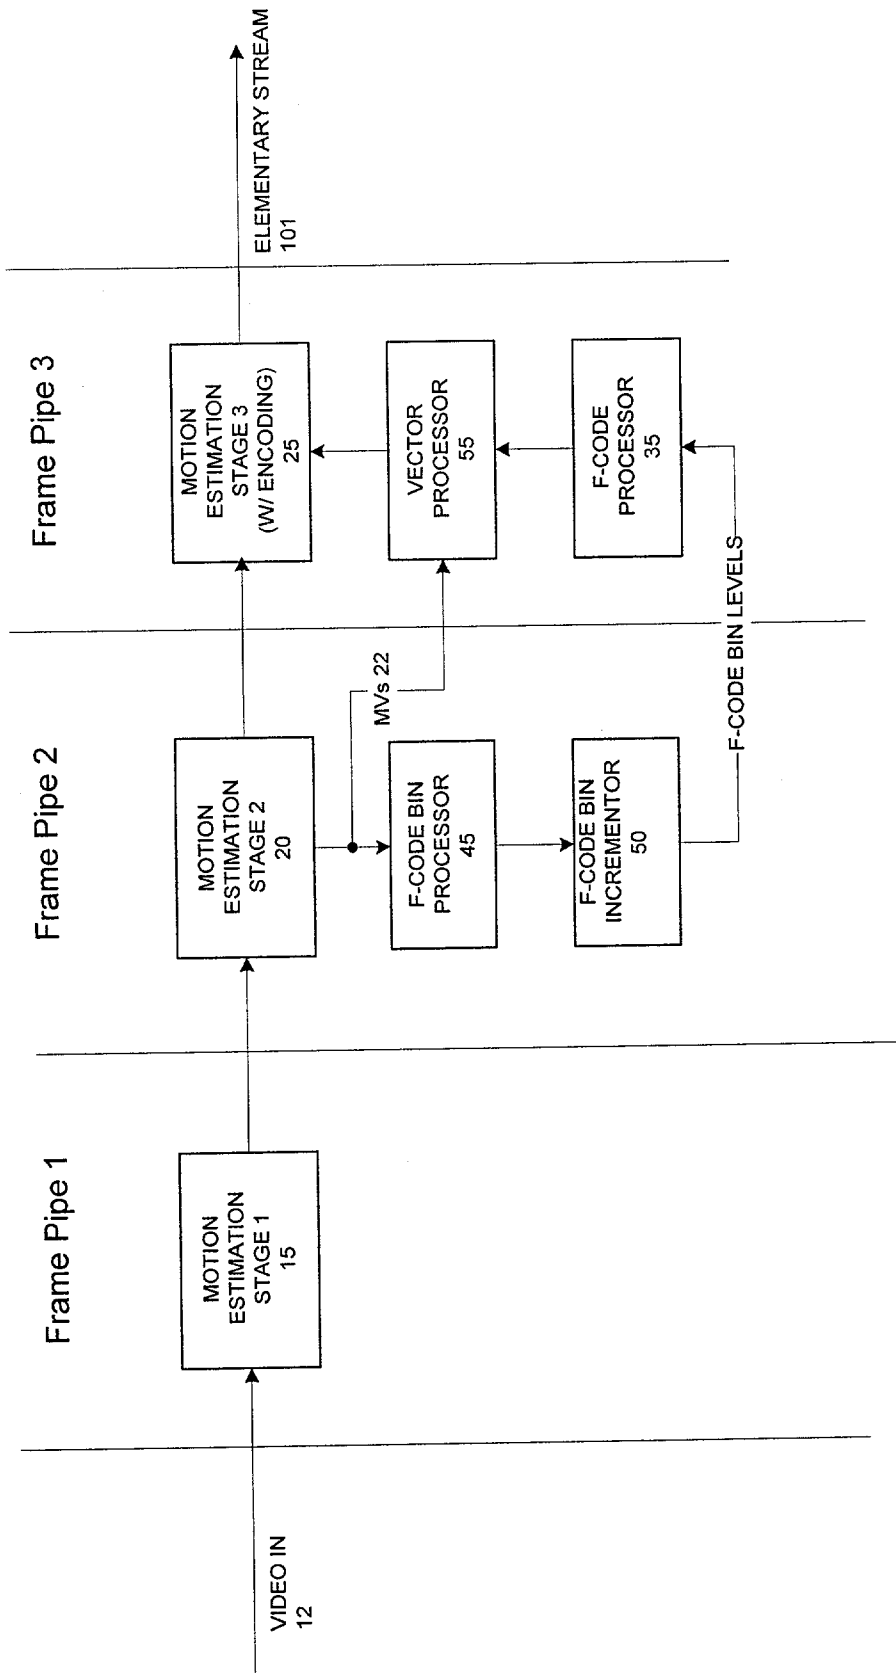 Frame Pipe 1
Frame Pipe 2
Frame Pipe 3
VIDEO IN
12
MOTION
ESTIMATION
STAGE 1
15
MOTION
ESTIMATION
STAGE 2
20
MOTION
ESTIMATION
STAGE 3
(W/ ENCODING)
25
ELEMENTARY STREAM
101
MVs 22
F-CODE BIN
PROCESSOR
45
VECTOR
PROCESSOR
55
F-CODE BIN
INCREMENTOR
50
F-CODE
PROCESSOR
35
F-CODE BIN LEVELS